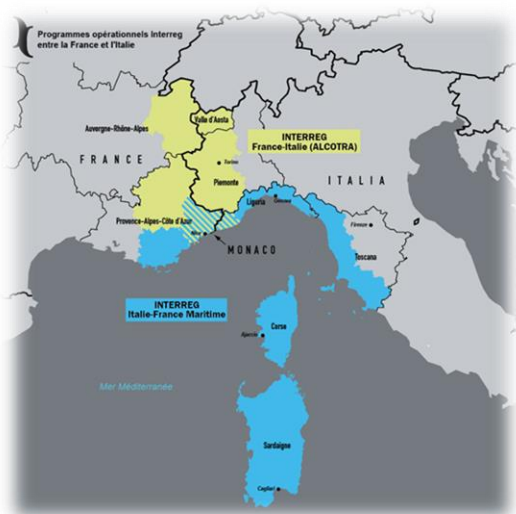 Programmes opérationnels Interreg
entre la France et l'Italie
Auvergne-Rhône-Alpes
Valle d'Aosta
INTERREG
France-Italie (ALCOTRA)
FRANCE
Torino
Piemonte
ITALIA
Liguria
Genova
Provence-Alpes-Côte d'Azur
Nice
Firenze
MONACO
Toscana
INTERREG
Italie-France Maritime
Corse
Ajaccio
Mer Méditerranée
Sardaigne
Cagliari